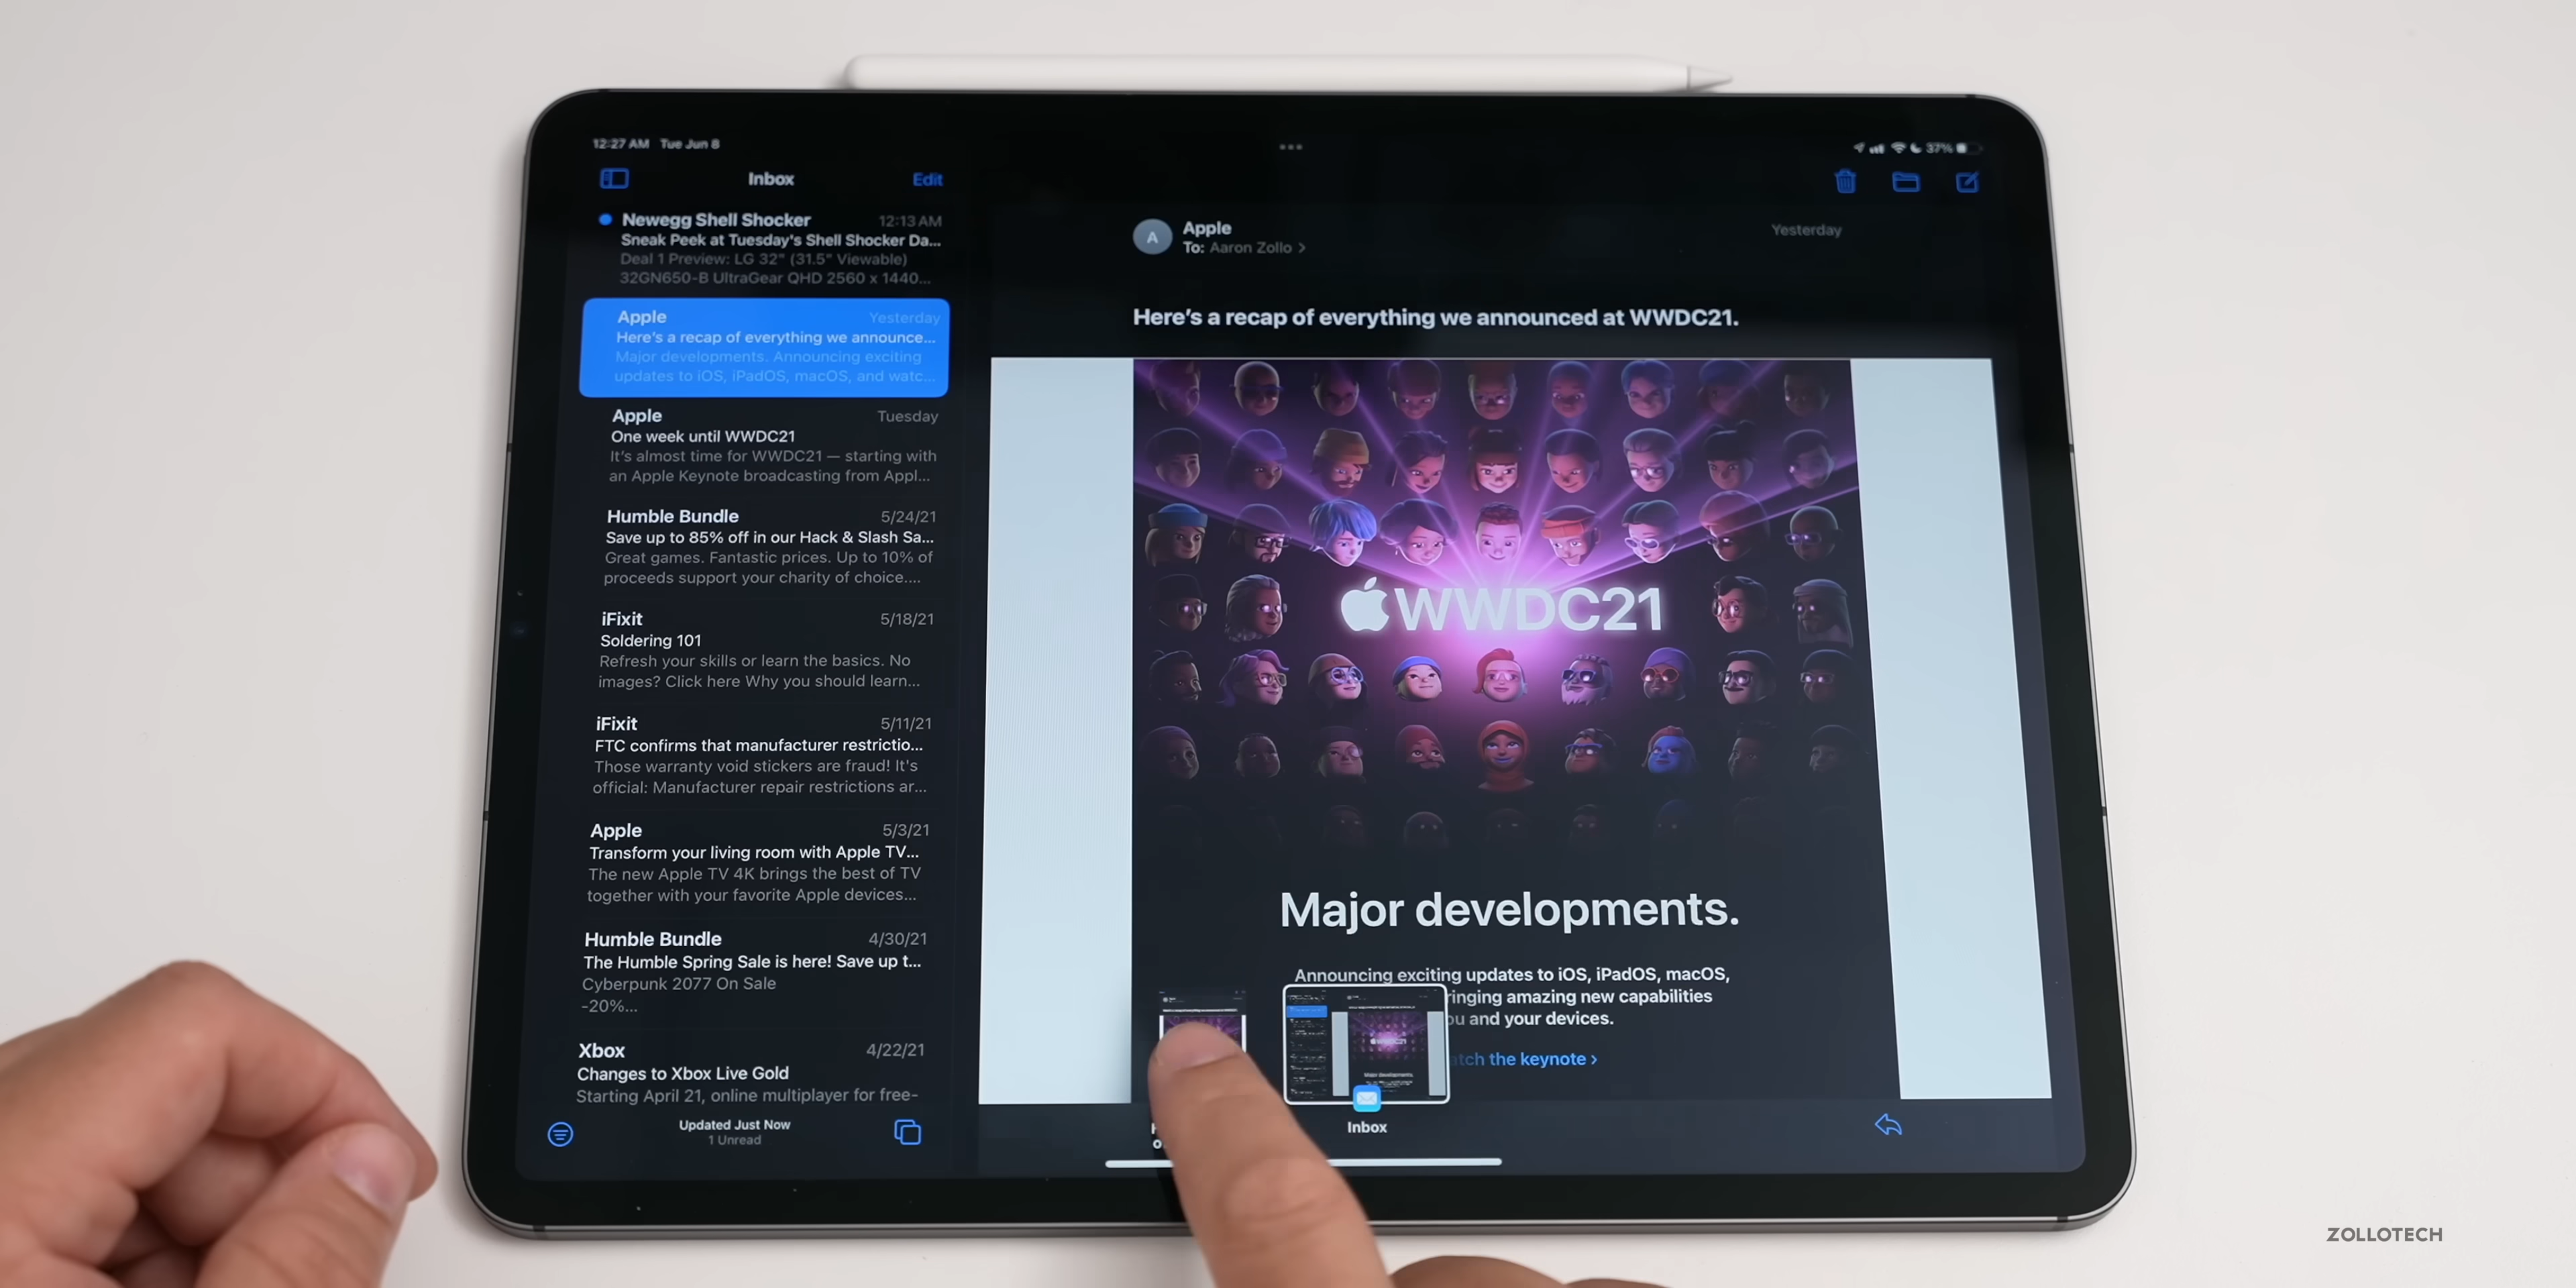 12:27 AM Tue Jun 8
37%
Inbox
Edit
Newegg Shell Shocker 12:13 AM
Sneak Peek at Tuesday's Shell Shocker Da...
Deal 1 Preview: LG 32" (31.5" Viewable)
32GN650-B UltraGear QHD 2560 x 1440...
Apple Yesterday
Here's a recap of everything we announce...
Major developments. Announcing exciting
updates to iOS, iPadOS, macOS, and watc...
Apple Tuesday
One week until WWDC21
It's almost time for WWDC21 — starting with
an Apple Keynote broadcasting from Appl...
Humble Bundle 5/24/21
Save up to 85% off in our Hack & Slash Sa...
Great games. Fantastic prices. Up to 10% of
proceeds support your charity of choice....
iFixit 5/18/21
Soldering 101
Refresh your skills or learn the basics. No
images? Click here Why you should learn...
iFixit 5/11/21
FTC confirms that manufacturer restrictio...
Those warranty void stickers are fraud! It's
official: Manufacturer repair restrictions ar...
Apple 5/3/21
Transform your living room with Apple TV...
The new Apple TV 4K brings the best of TV
together with your favorite Apple devices...
Humble Bundle 4/30/21
The Humble Spring Sale is here! Save up t...
Cyberpunk 2077 On Sale
-20%...
Xbox 4/22/21
Changes to Xbox Live Gold
Starting April 21, online multiplayer for free-
Updated Just Now
1 Unread
A
Apple
To: Aaron Zollo >
Yesterday
Here's a recap of everything we announced at WWDC21.
WWDC21
Major developments.
Announcing exciting updates to iOS, iPadOS, macOS,
ringing amazing new capabilities
and your devices.
the keynote >
Inbox
ZOLLOTECH